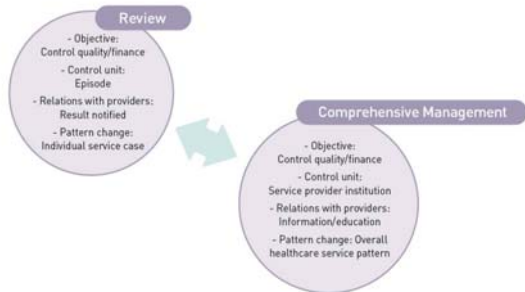 Review
- Objective:
Control quality/finance
- Control unit:
Episode
- Relations with providers:
Result notified
- Pattern change:
Individual service case
Comprehensive Management
- Objective:
Control quality/finance
- Control unit:
Service provider institution
- Relations with providers:
Information/education
- Pattern change: Overall
healthcare service pattern